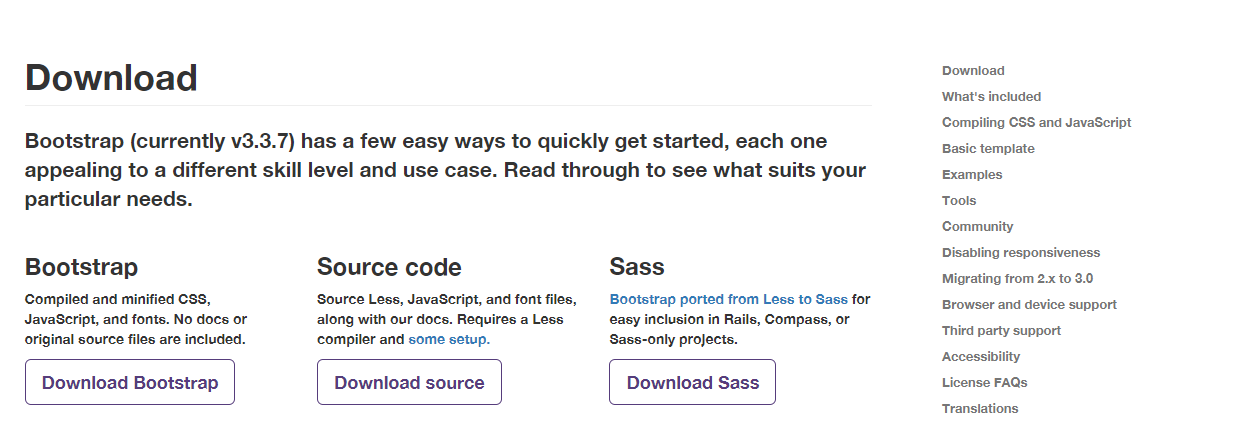 Download
Bootstrap (currently v3.3.7) has a few easy ways to quickly get started, each one
appealing to a different skill level and use case. Read through to see what suits your
particular needs.
Bootstrap
Compiled and minified CSS,
JavaScript, and fonts. No docs or
original source files are included.
Download Bootstrap
Source code
Source Less, JavaScript, and font files,
along with our docs. Requires a Less
compiler and some setup.
Download source
Sass
Bootstrap ported from Less to Sass for
easy inclusion in Rails, Compass, or
Sass-only projects.
Download Sass
Download
What's included
Compiling CSS and JavaScript
Basic template
Examples
Tools
Community
Disabling responsiveness
Migrating from 2.x to 3.0
Browser and device support
Third party support
Accessibility
License FAQs
Translations